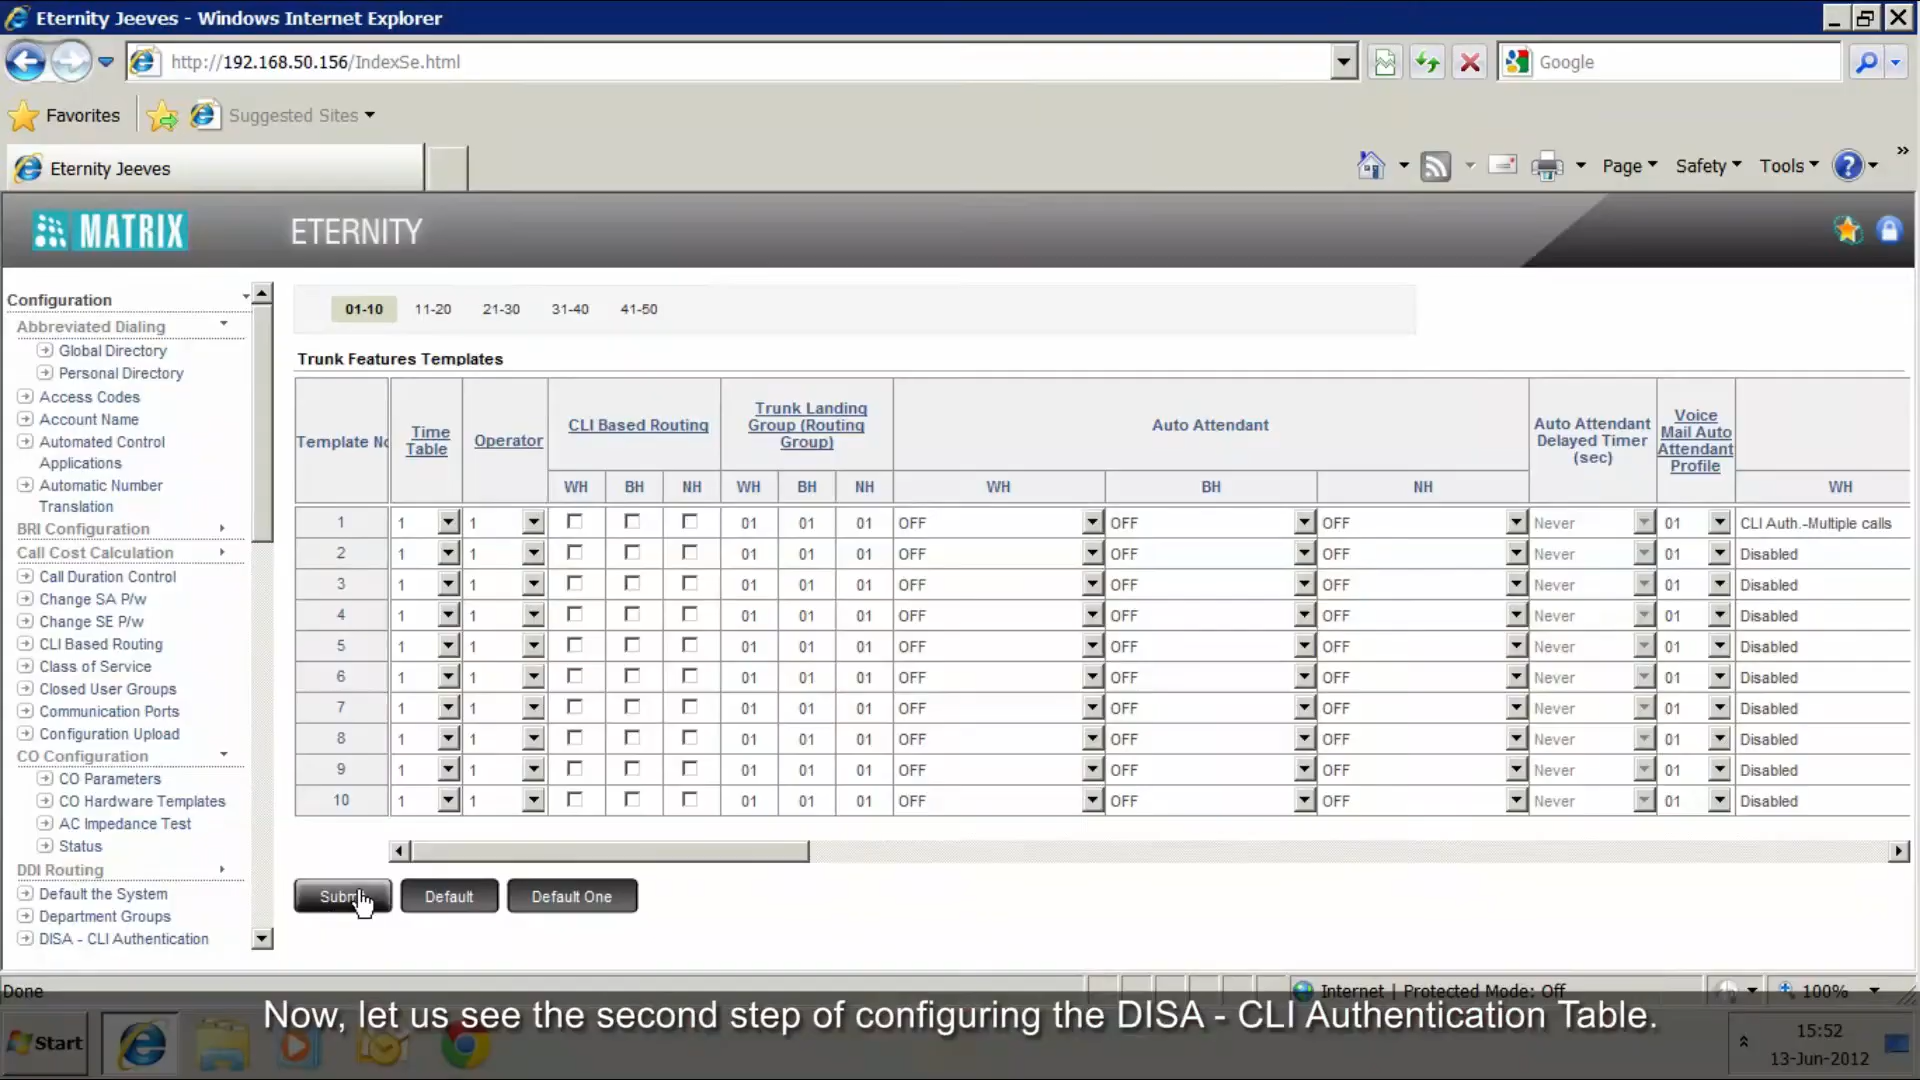 Eternity Jeeves - Windows Internet Explorer
http://192.168.50.156/IndexSe.html
Google
Favorites
Suggested Sites
Eternity Jeeves
Page Safety Tools
MATRIX
ETERNITY
Configuration
Abbreviated Dialing
Global Directory
Personal Directory
Access Codes
Account Name
Automated Control
Applications
Automatic Number
Translation
BRI Configuration
Call Cost Calculation
Call Duration Control
Change SA P/w
Change SE P/w
CLI Based Routing
Class of Service
Closed User Groups
Communication Ports
Configuration Upload
CO Configuration
CO Parameters
CO Hardware Templates
AC Impedance Test
Status
DDI Routing
Default the System
Department Groups
DISA - CLI Authentication
01-10 11-20 21-30 31-40 41-50
Trunk Features Templates
Template No
Time
Table
Operator
CLI Based Routing
Trunk Landing
Group (Routing
Group)
Auto Attendant
Auto Attendant
Delayed Timer
(sec)
Voice
Mail Auto
Attendant
Profile
WH BH NH WH BH NH WH BH NH WH
1 1 1 01 01 01 OFF OFF OFF Never 01 CLI Auth.-Multiple calls
2 1 1 01 01 01 OFF OFF OFF Never 01 Disabled
3 1 1 01 01 01 OFF OFF OFF Never 01 Disabled
4 1 1 01 01 01 OFF OFF OFF Never 01 Disabled
5 1 1 01 01 01 OFF OFF OFF Never 01 Disabled
6 1 1 01 01 01 OFF OFF OFF Never 01 Disabled
7 1 1 01 01 01 OFF OFF OFF Never 01 Disabled
8 1 1 01 01 01 OFF OFF OFF Never 01 Disabled
9 1 1 01 01 01 OFF OFF OFF Never 01 Disabled
10 1 1 01 01 01 OFF OFF OFF Never 01 Disabled
Submit Default Default One
Done
Internet | Protected Mode: Off
100%
Now, let us see the second step of configuring the DISA - CLI Authentication Table.
Start
15:52
13-Jun-2012